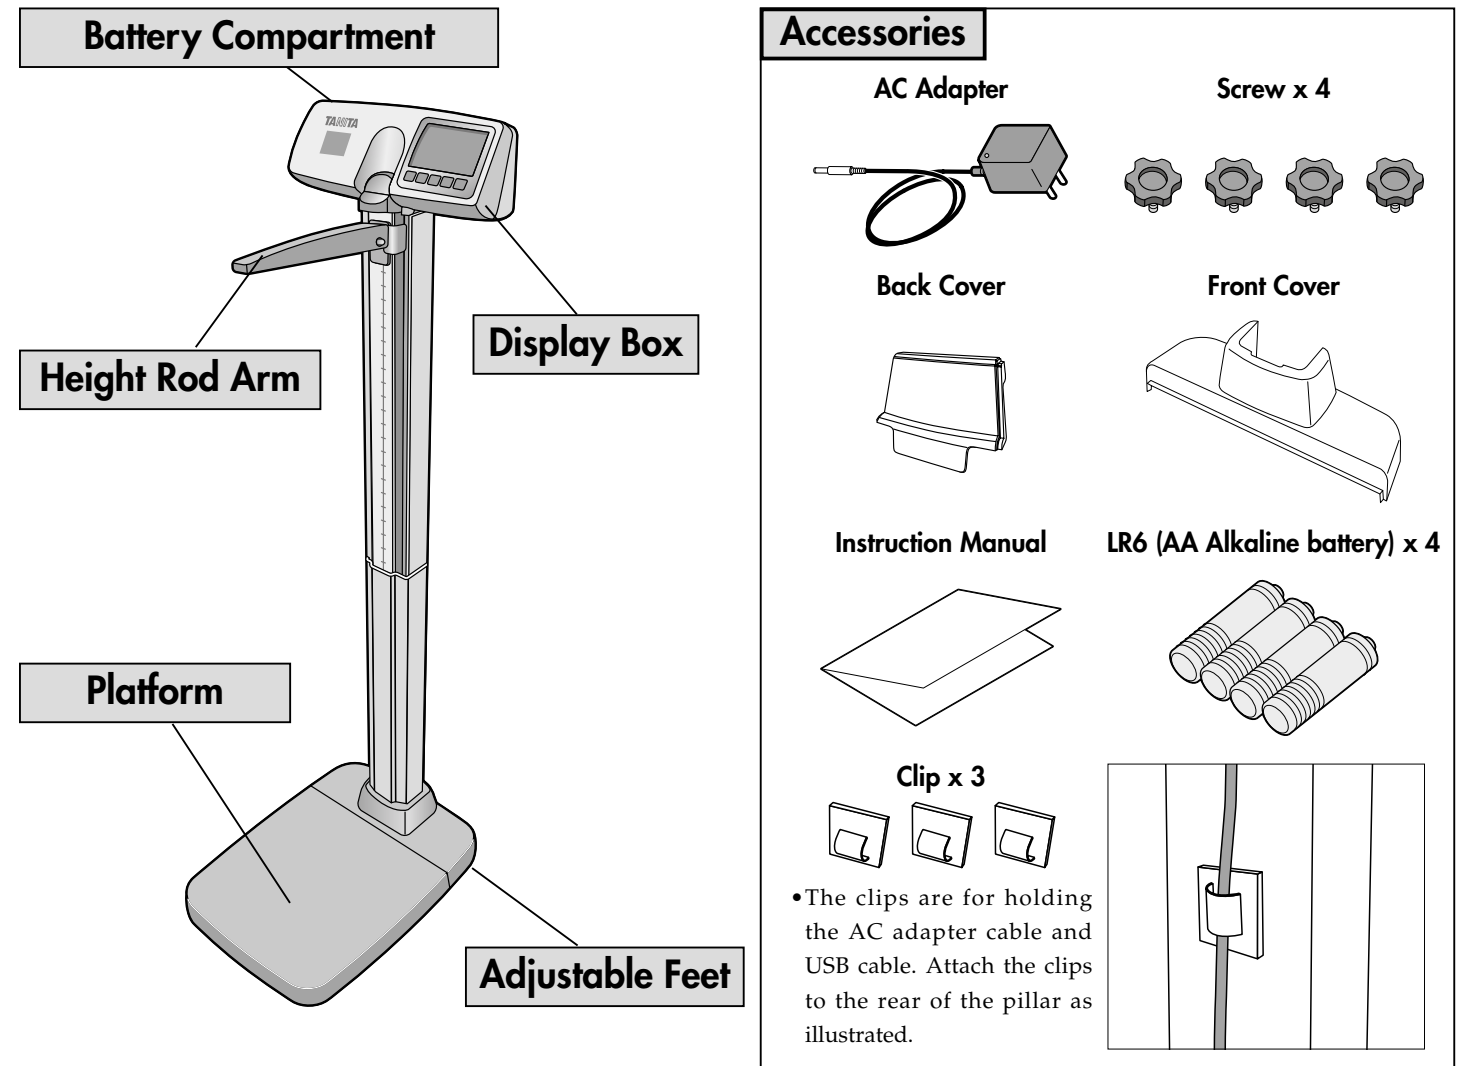 Battery Compartment
TANITA
Display Box
Height Rod Arm
Platform
Adjustable Feet
Accessories
AC Adapter
Screw x 4
Back Cover
Front Cover
Instruction Manual
LR6 (AA Alkaline battery) x 4
Clip x 3
•The clips are for holding
the AC adapter cable and
USB cable. Attach the clips
to the rear of the pillar as
illustrated.